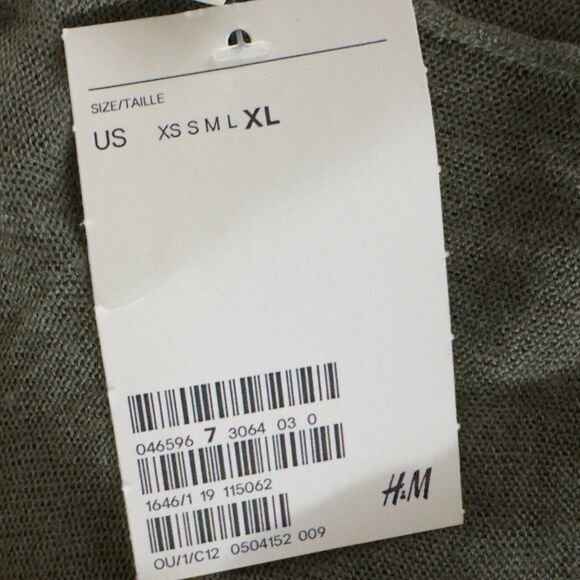 SIZE/TAILLE
US XS S M L XL
046596 7 3064 03 0
1646/1 19 115062
OU/1/C12 0504152 009
H&M